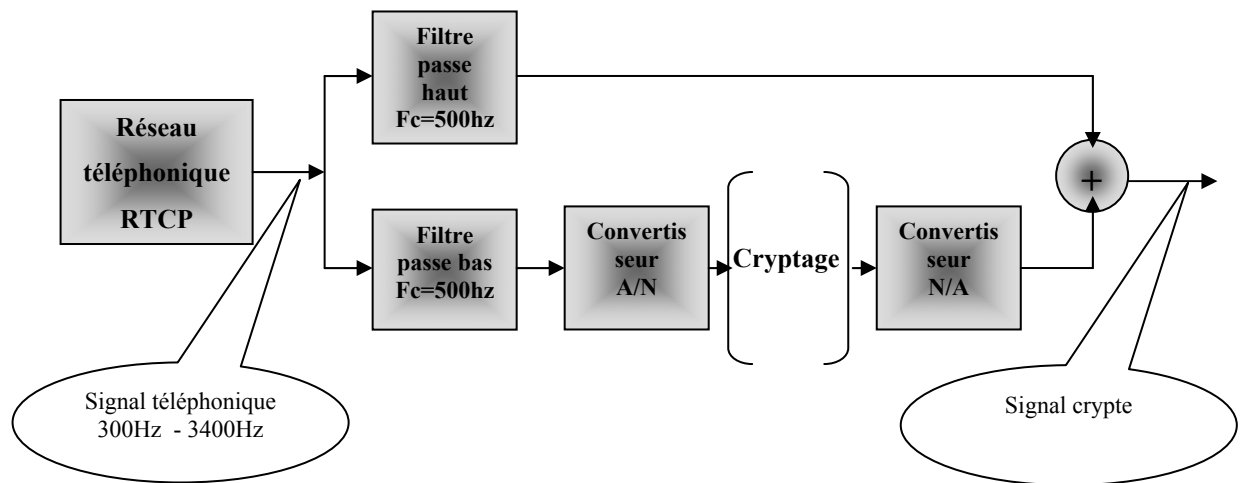 Filtre
passe
haut
Fc=500hz
Réseau
téléphonique
RTCP
+
Filtre
passe bas
Fc=500hz
Convertis
seur
A/N
Cryptage
Convertis
seur
N/A
Signal téléphonique
300Hz - 3400Hz
Signal crypte